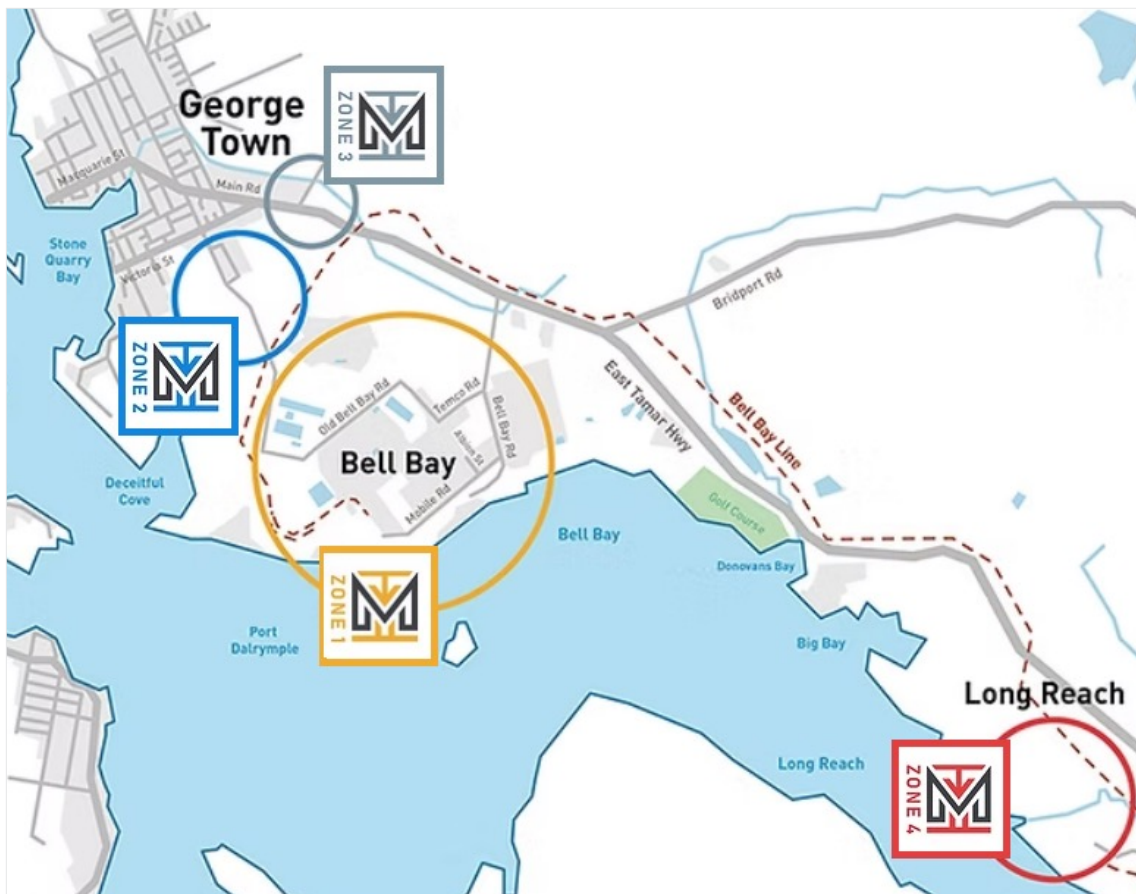 George
Town
ZONE 3
Macquarie St
Main Rd
Stone
Quarry
Bay
Victoria St
ZONE 2
Bridport Rd
East Tamar Hwy
Bell Bay Line
Old Bell Bay Rd
Temco Rd
Bell Bay Rd
Albion St
Bell Bay
Mobile Rd
Deceitful
Cove
Golf Course
Bell Bay
Donovans Bay
ZONE 1
Port
Dalrymple
Big Bay
Long Reach
Long Reach
ZONE 4